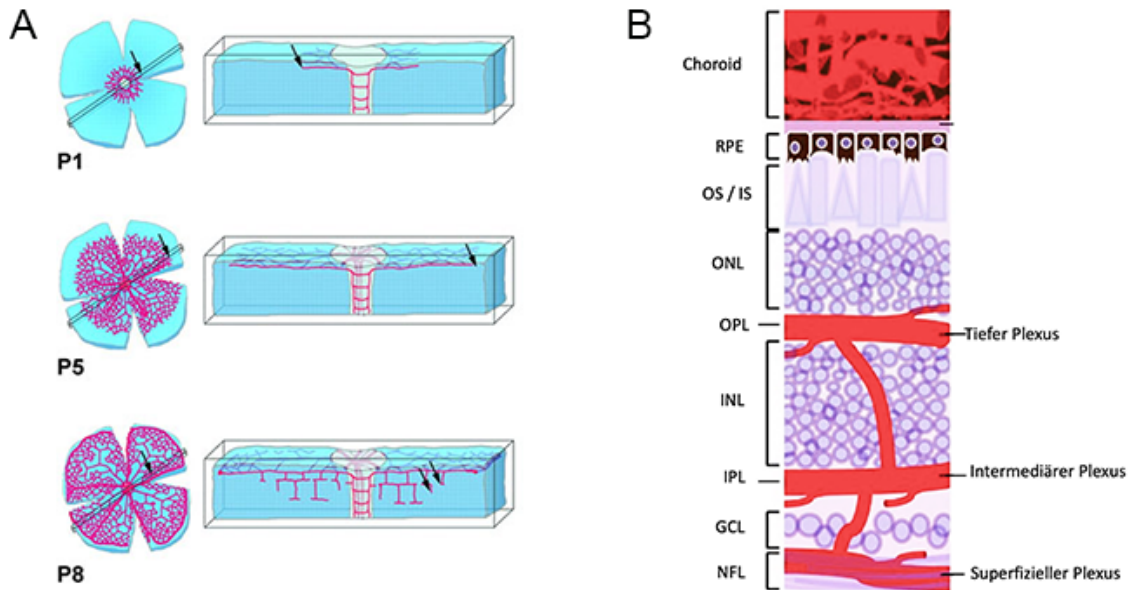 A
P1
P5
P8
B
Choroid
RPE
OS / IS
ONL
OPL
Tiefer Plexus
INL
IPL
Intermediärer Plexus
GCL
NFL
Superfizieller Plexus